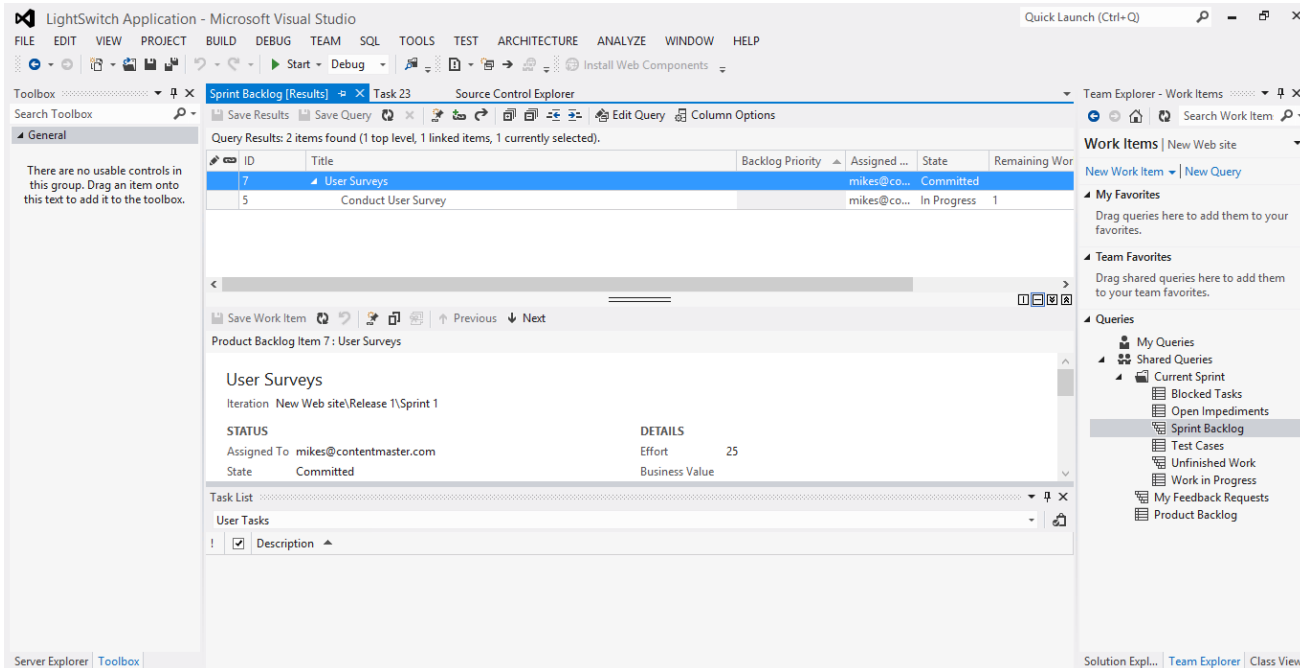 LightSwitch Application - Microsoft Visual Studio
Quick Launch (Ctrl+Q)
FILE EDIT VIEW PROJECT BUILD DEBUG TEAM SQL TOOLS TEST ARCHITECTURE ANALYZE WINDOW HELP
Start Debug Install Web Components
Toolbox
Search Toolbox
General
There are no usable controls in
this group. Drag an item onto
this text to add it to the toolbox.
Server Explorer Toolbox
Sprint Backlog [Results] Task 23 Source Control Explorer
Save Results Save Query Edit Query Column Options
Query Results: 2 items found (1 top level, 1 linked items, 1 currently selected).
ID Title Backlog Priority Assigned ... State Remaining Wor
7 User Surveys mikes@co... Committed
5 Conduct User Survey mikes@co... In Progress 1
Save Work Item Previous Next
Product Backlog Item 7 : User Surveys
User Surveys
Iteration New Web site\Release 1\Sprint 1
STATUS DETAILS
Assigned To mikes@contentmaster.com Effort 25
State Committed Business Value
Task List
User Tasks
! Description
Team Explorer - Work Items
Search Work Item
Work Items | New Web site
New Work Item | New Query
My Favorites
Drag queries here to add them to your
favorites.
Team Favorites
Drag shared queries here to add them
to your team favorites.
Queries
My Queries
Shared Queries
Current Sprint
Blocked Tasks
Open Impediments
Sprint Backlog
Test Cases
Unfinished Work
Work in Progress
My Feedback Requests
Product Backlog
Solution Expl... Team Explorer Class View